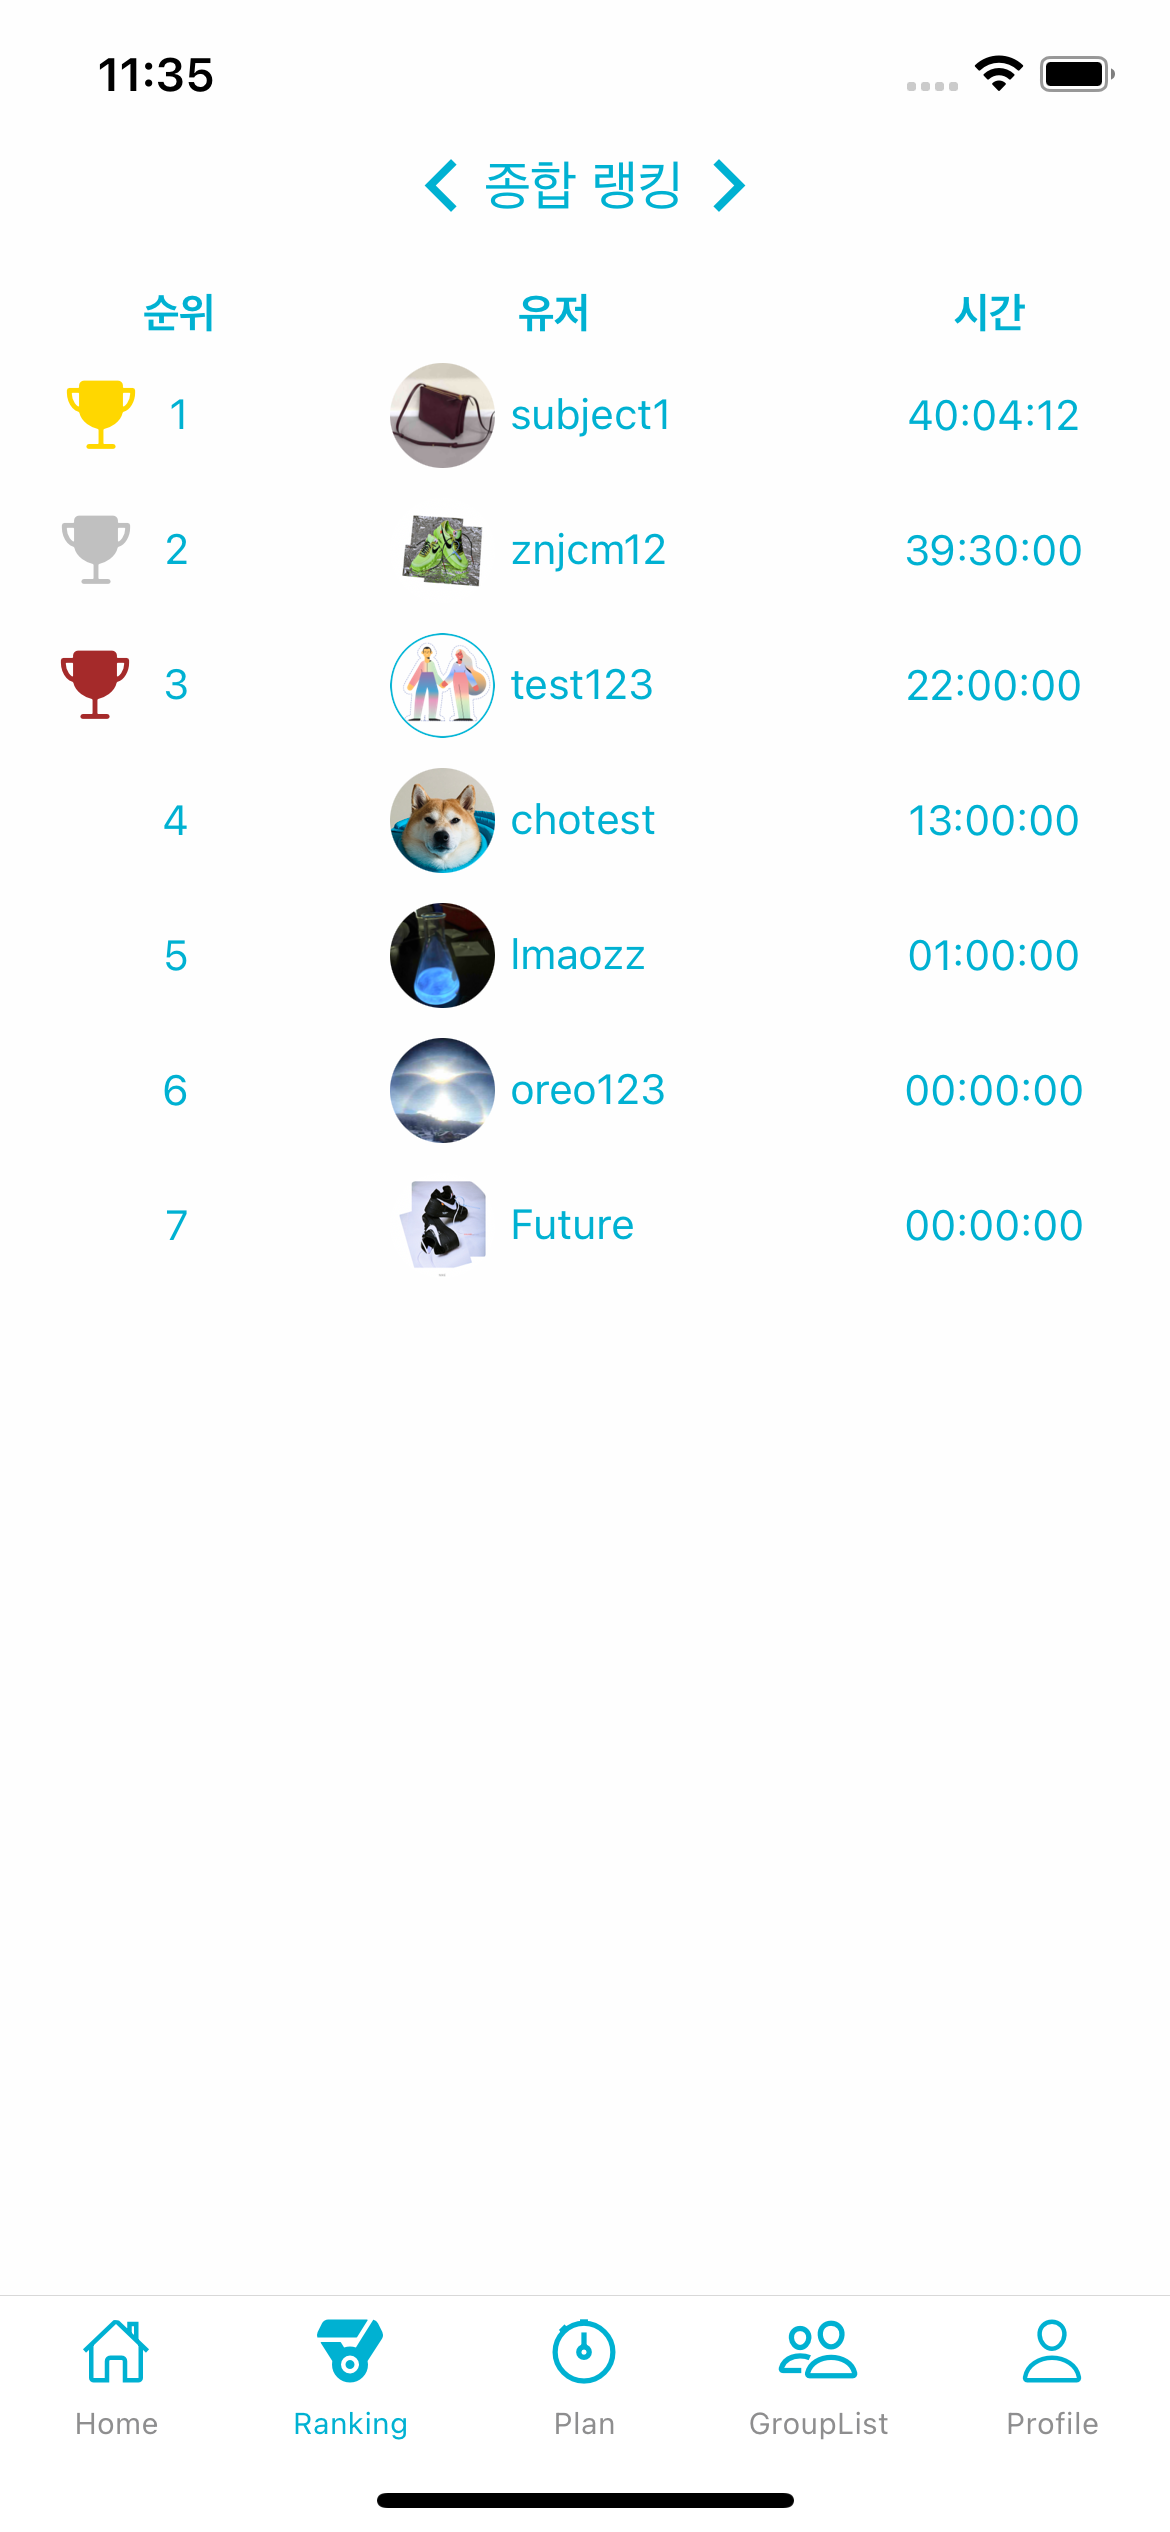 11:35
종합 랭킹
순위 유저 시간
1 subject1 40:04:12
2 znjcm12 39:30:00
3 test123 22:00:00
4 chotest 13:00:00
5 lmaozz 01:00:00
6 oreo123 00:00:00
7 Future 00:00:00
Home Ranking Plan GroupList Profile